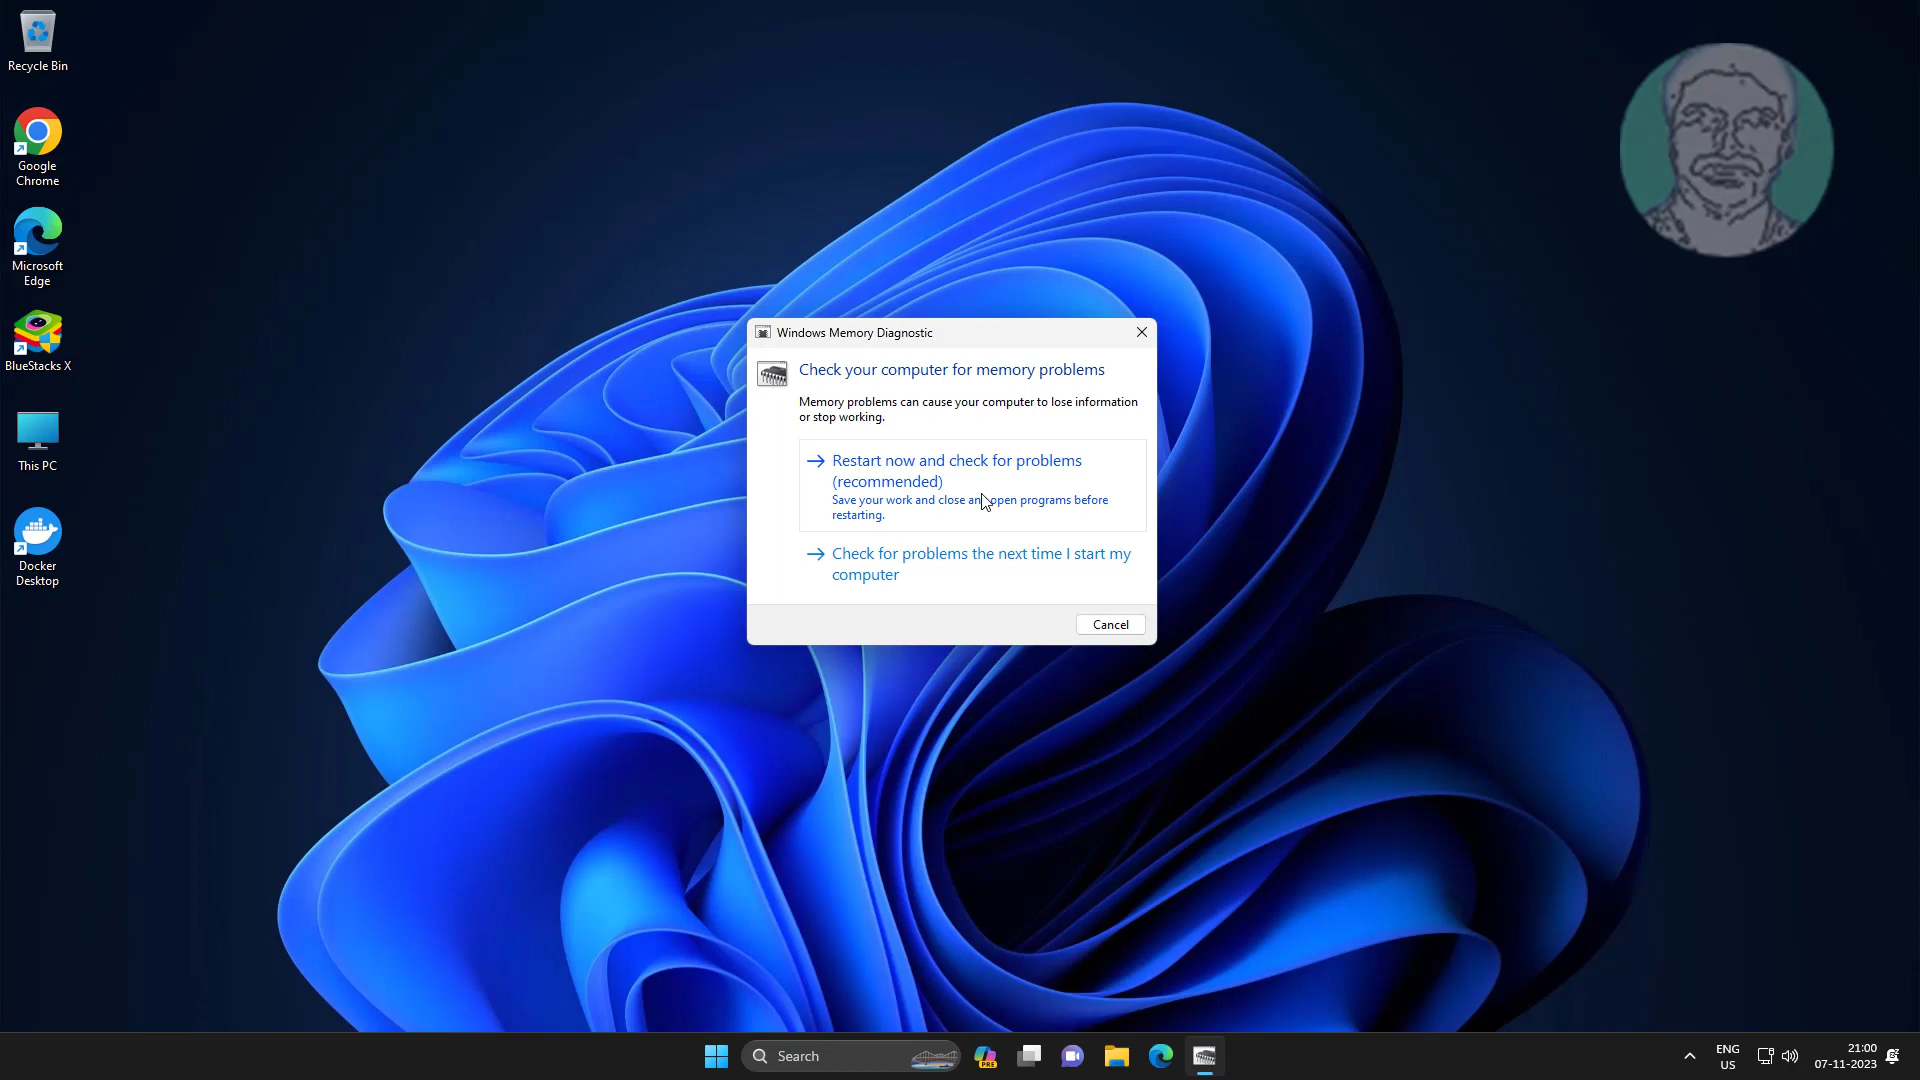 Recycle Bin
Google
Chrome
Microsoft
Edge
BlueStacks X
This PC
Docker
Desktop
Windows Memory Diagnostic
Check your computer for memory problems
Memory problems can cause your computer to lose information
or stop working.
Restart now and check for problems
(recommended)
Save your work and close any open programs before
restarting.
Check for problems the next time I start my
computer
Cancel
Search
PRE
ENG
US
21:00
07-11-2023